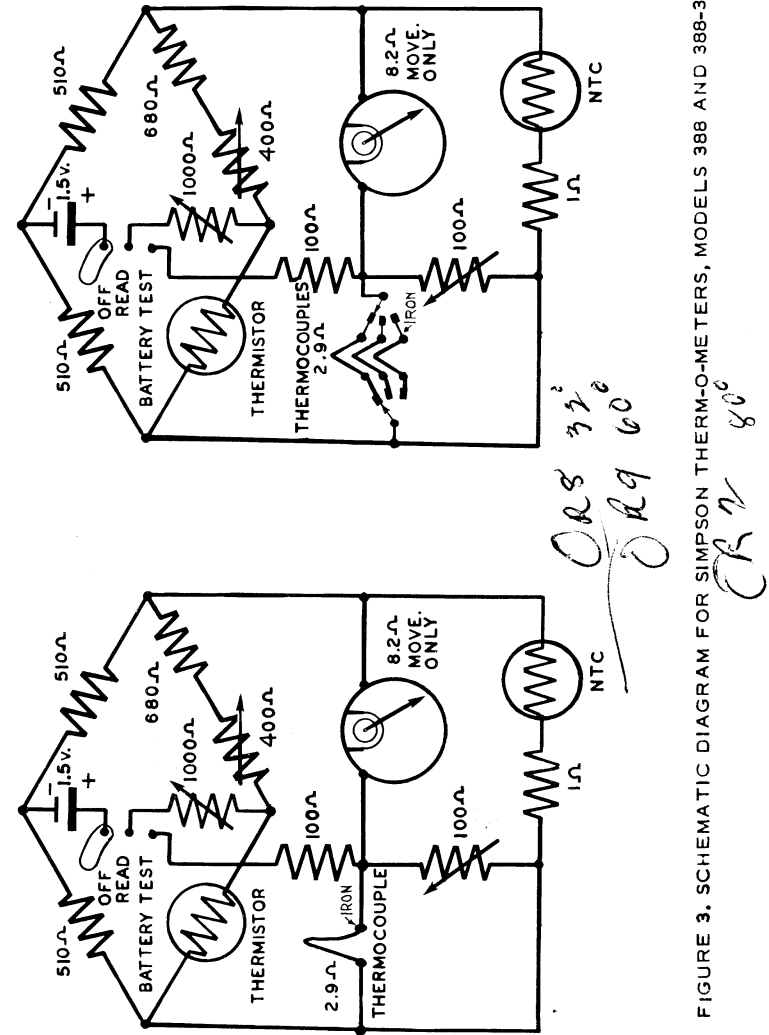 510Ω
510Ω
1.5V.
-
+
OFF
READ
BATTERY TEST
680Ω
1000Ω
400Ω
THERMISTOR
100Ω
2.9Ω
IRON
THERMOCOUPLE
8.2Ω
MOVE.
ONLY
100Ω
1Ω
NTC
510Ω
510Ω
1.5V.
-
+
OFF
READ
BATTERY TEST
680Ω
1000Ω
400Ω
THERMISTOR
100Ω
THERMOCOUPLES
2.9Ω
IRON
8.2Ω
MOVE.
ONLY
100Ω
1Ω
NTC
32°
60°
FIGURE 3. SCHEMATIC DIAGRAM FOR SIMPSON THERM-O-METERS, MODELS 388 AND 388-3
80°